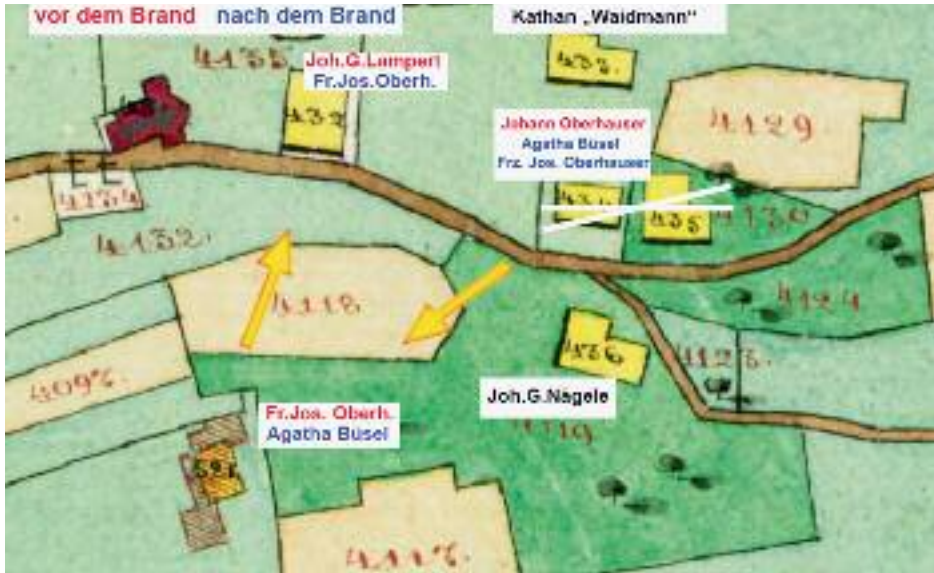 vor dem Brand nach dem Brand
Kathan „Waidmann“
4135
Joh.G.Lampert
Fr.Jos.Oberh.
432
433.
Johann Oberhauser
Agatha Büsel
Frz. Jos. Oberhauser
4129.
4134
434
435
4130
4132.
4118
4124
436
4123.
4097.
Fr.Jos. Oberh.
Agatha Büsel
Joh.G.Nägele
4119
4117.